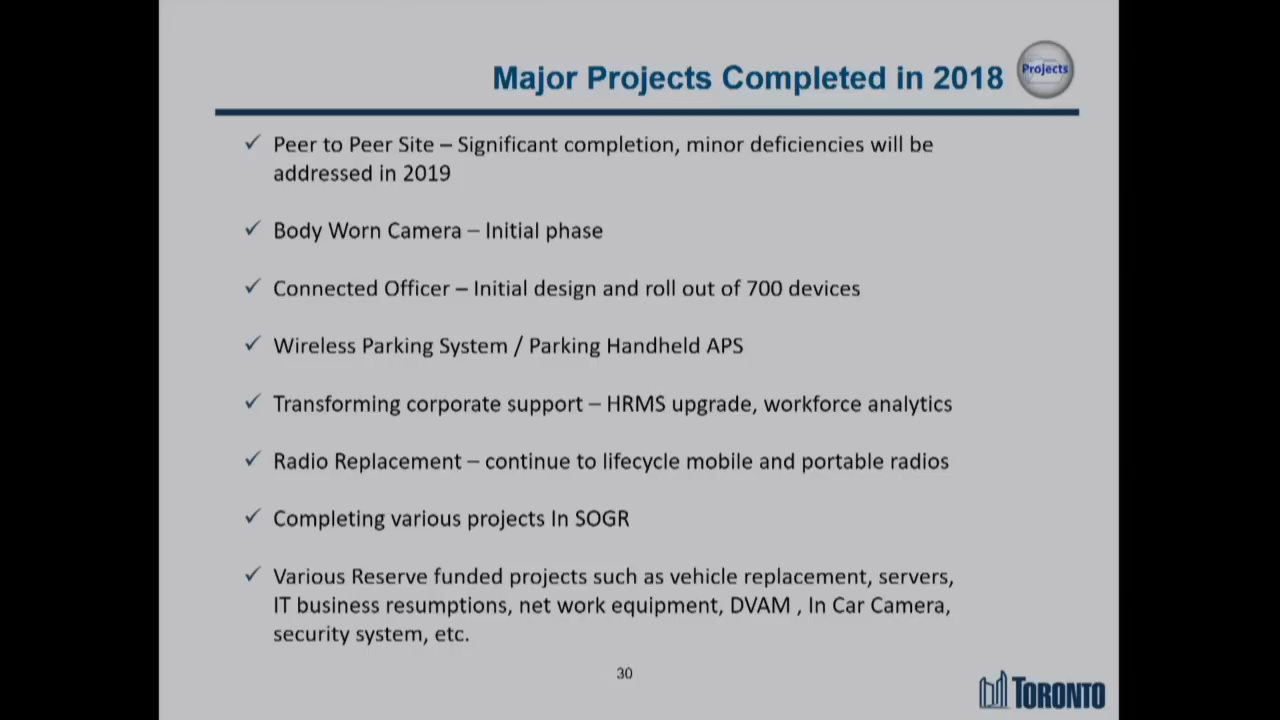 Major Projects Completed in 2018
Projects
✓ Peer to Peer Site – Significant completion, minor deficiencies will be
addressed in 2019
✓ Body Worn Camera – Initial phase
✓ Connected Officer – Initial design and roll out of 700 devices
✓ Wireless Parking System / Parking Handheld APS
✓ Transforming corporate support – HRMS upgrade, workforce analytics
✓ Radio Replacement – continue to lifecycle mobile and portable radios
✓ Completing various projects In SOGR
✓ Various Reserve funded projects such as vehicle replacement, servers,
IT business resumptions, net work equipment, DVAM , In Car Camera,
security system, etc.
30
TORONTO